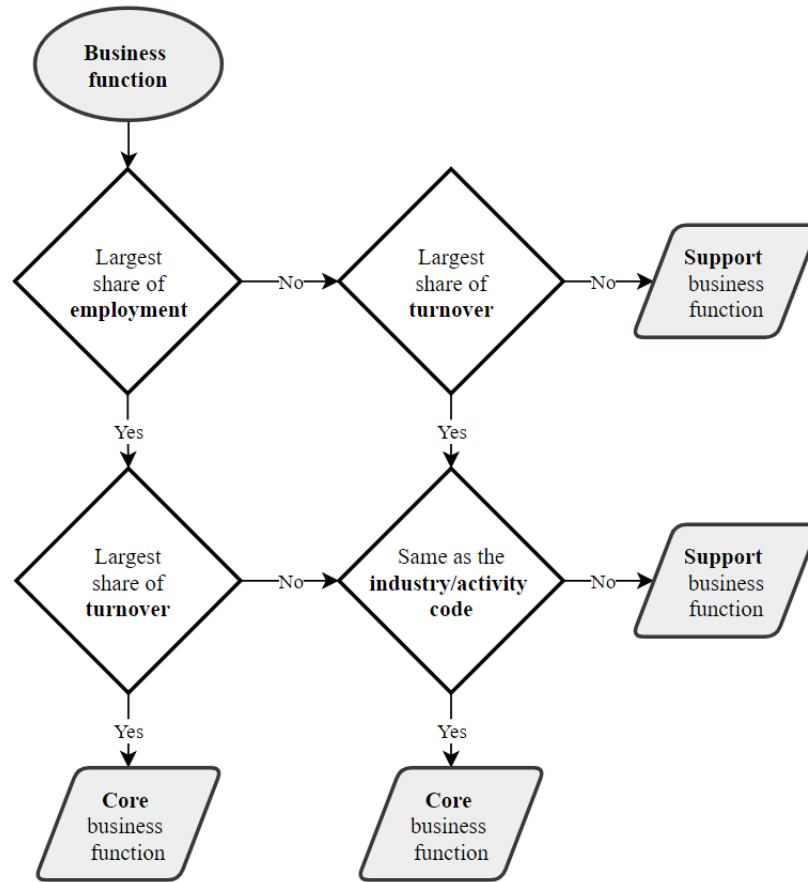 Business
function
Largest
share of
employment
No
Largest
share of
turnover
No
Support
business
function
Yes
Yes
Largest
share of
turnover
No
Same as the
industry/activity
code
No
Support
business
function
Yes
Yes
Core
business
function
Core
business
function